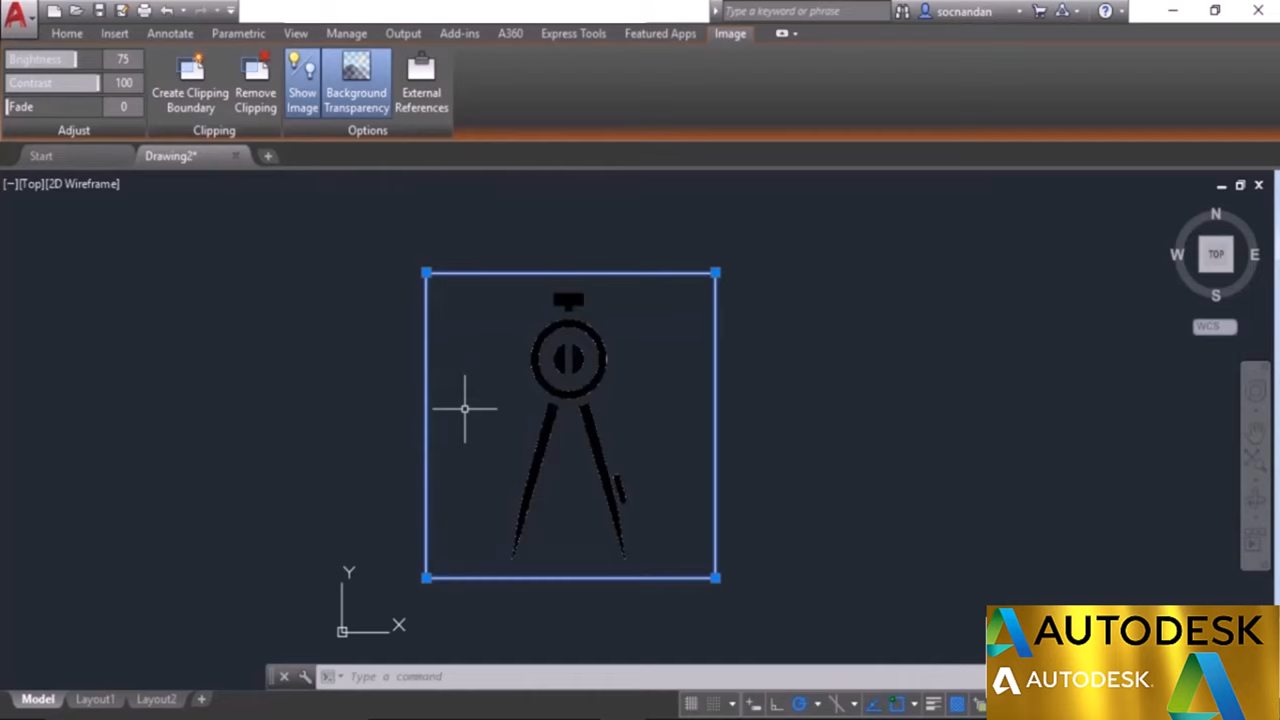 A
Type a keyword or phrase
socnandan
Home Insert Annotate Parametric View Manage Output Add-ins A360 Express Tools Featured Apps Image
Brightness 75
Contrast 100
Fade 0
Create Clipping
Boundary
Remove
Clipping
Show
Image
Background
Transparency
External
References
Adjust Clipping Options
Start Drawing2*
[−][Top][2D Wireframe]
N
W TOP E
S
WCS
Y
X
Type a command
Model Layout1 Layout2
AUTODESK
AUTODESK.